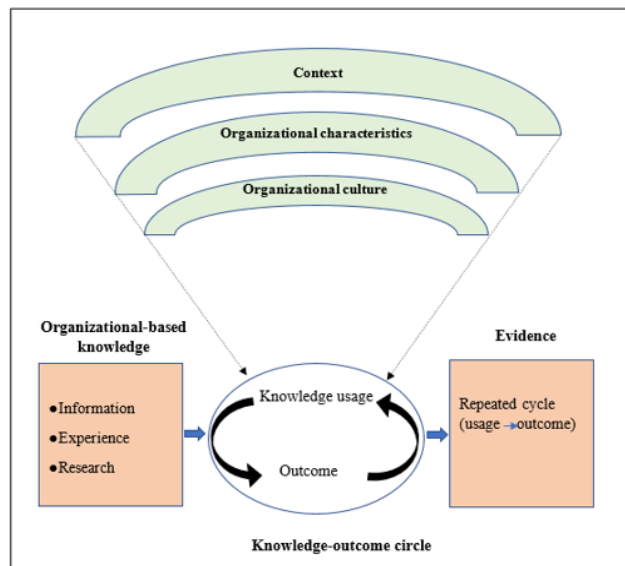 Context
Organizational characteristics
Organizational culture
Organizational-based
knowledge
●Information
●Experience
●Research
Knowledge usage
Outcome
Knowledge-outcome circle
Evidence
Repeated cycle
(usage →outcome)